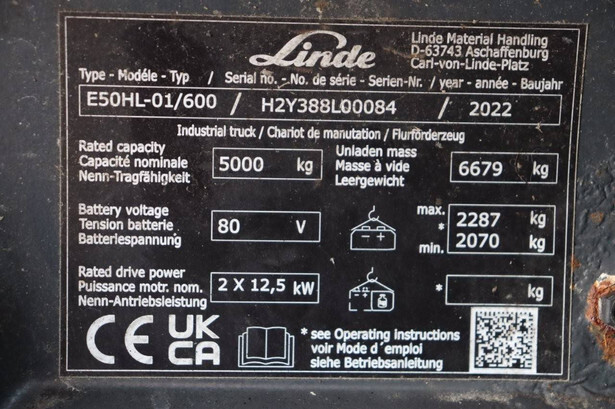 Linde
Linde Material Handling
D-63743 Aschaffenburg
Carl-von-Linde-Platz
Type - Modéle - Typ / Serial no. - No. de série - Serien-Nr. / year - année - Baujahr
E50HL-01/600 / H2Y388L00084 / 2022
Industrial truck / Chariot de manutation / Flurförderzeug
Rated capacity
Capacité nominale
Nenn-Tragfähigkeit
5000 kg
Unladen mass
Masse à vide
Leergewicht
6679 kg
Battery voltage
Tension batterie
Batteriespannung
80 V
max. 2287 kg
*
min. 2070 kg
Rated drive power
Puissance motr. nom.
Nenn-Antriebsleistung
2 X 12,5 kW
* kg
CE UK
CA
* see Operating instructions
voir Mode d'emploi
siehe Betriebsanleitung